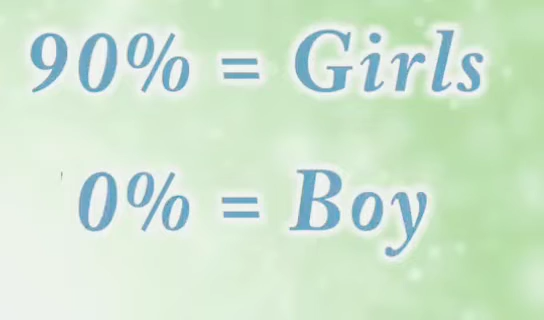 90% = Girls
0% = Boy